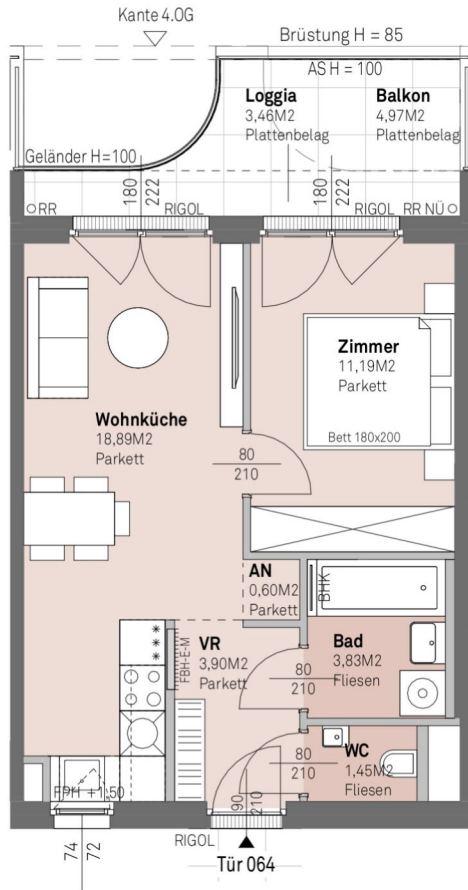 Kante 4.OG
Brüstung H = 85
AS H = 100
Loggia
3,46M2
Plattenbelag
Balkon
4,97M2
Plattenbelag
Geländer H=100
180
222
180
222
RR
RIGOL
RIGOL
RR NÜ
Zimmer
11,19M2
Parkett
Bett 180x200
Wohnküche
18,89M2
Parkett
80
210
AN
0,60M2
Parkett
BHK
VR
3,90M2
Parkett
FBH-E-M
Bad
3,83M2
Fliesen
80
210
WC
1,45M2
Fliesen
80
210
FPH +1,50
90
210
74
72
RIGOL
Tür 064